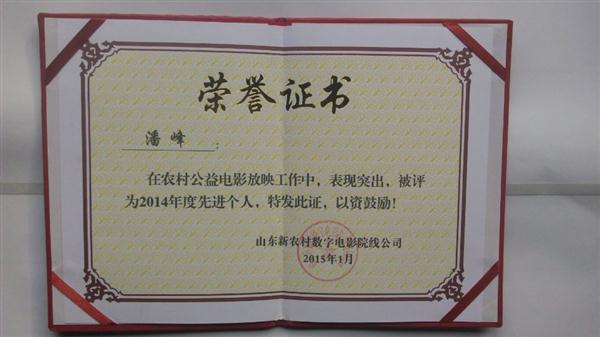 荣誉证书
潘峰：
在农村公益电影放映工作中，表现突出，被评
为2014年度先进个人，特发此证，以资鼓励！
山东新农村数字电影院线公司
2015年1月